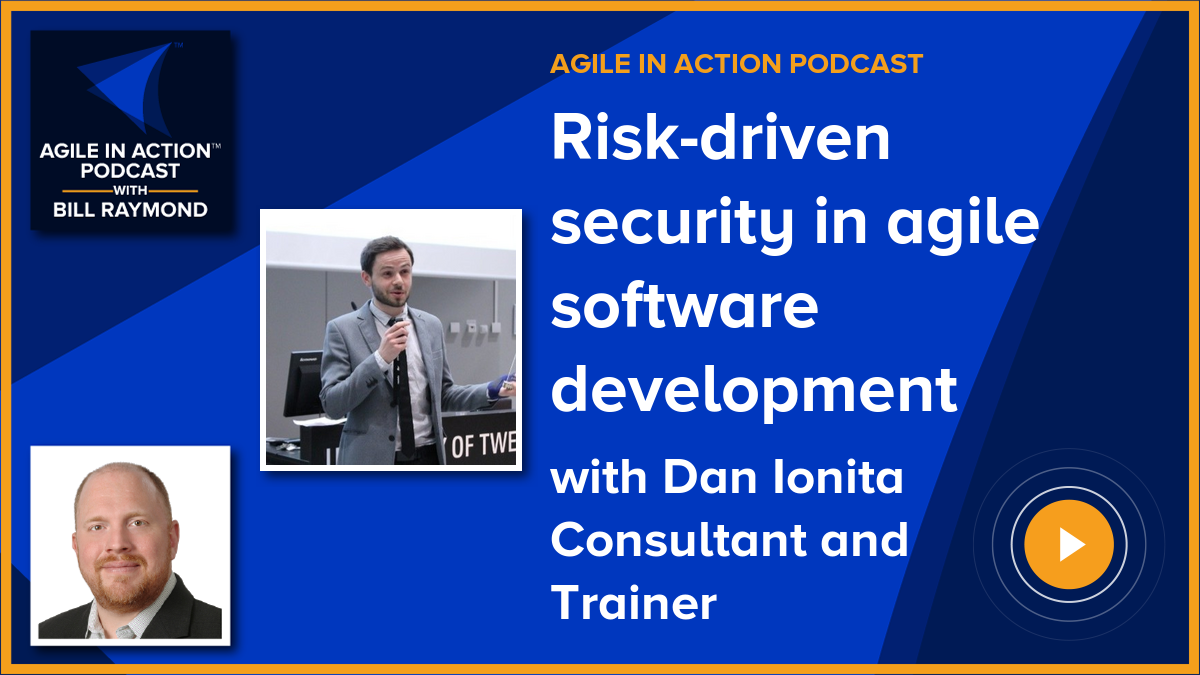 AGILE IN ACTION™
PODCAST
WITH
BILL RAYMOND
AGILE IN ACTION PODCAST
Risk-driven
security in agile
software
development
with Dan Ionita
Consultant and
Trainer
OF TWE